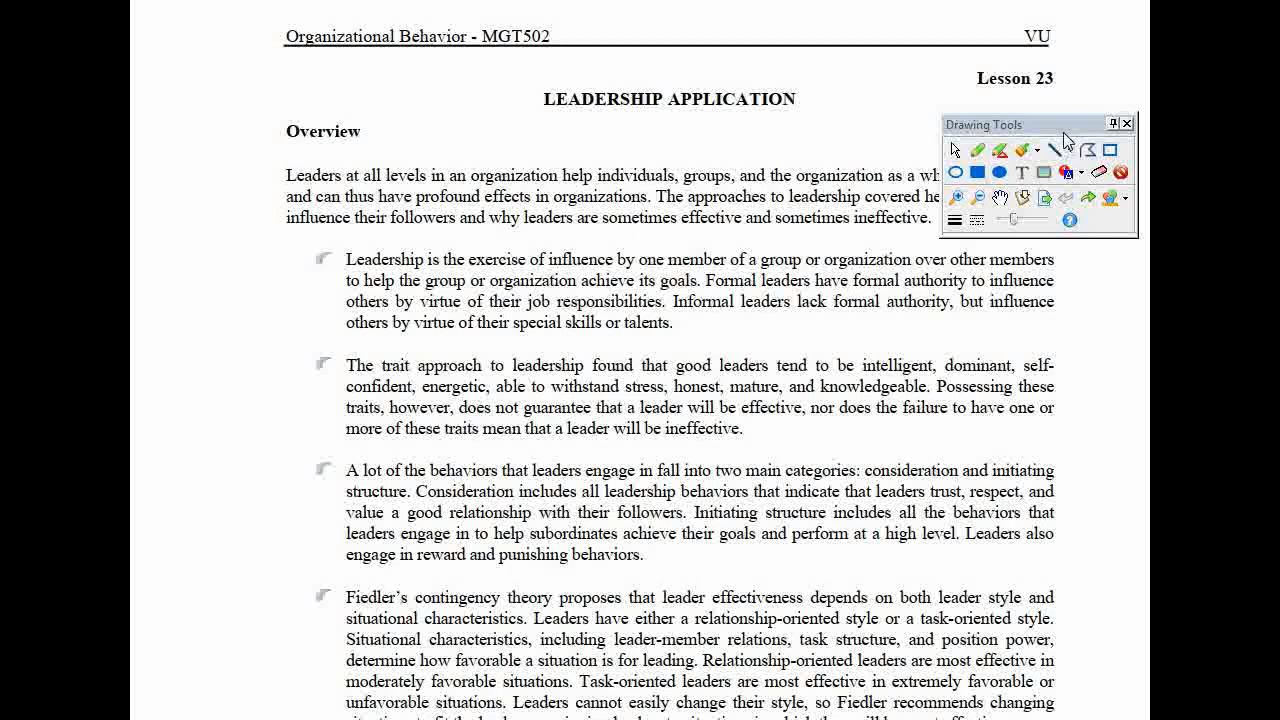 Organizational Behavior - MGT502 VU
Lesson 23
LEADERSHIP APPLICATION
Overview
Drawing Tools
Leaders at all levels in an organization help individuals, groups, and the organization as a
and can thus have profound effects in organizations. The approaches to leadership covered
influence their followers and why leaders are sometimes effective and sometimes ineffective.
Leadership is the exercise of influence by one member of a group or organization over other members
to help the group or organization achieve its goals. Formal leaders have formal authority to influence
others by virtue of their job responsibilities. Informal leaders lack formal authority, but influence
others by virtue of their special skills or talents.
The trait approach to leadership found that good leaders tend to be intelligent, dominant, self-
confident, energetic, able to withstand stress, honest, mature, and knowledgeable. Possessing these
traits, however, does not guarantee that a leader will be effective, nor does the failure to have one or
more of these traits mean that a leader will be ineffective.
A lot of the behaviors that leaders engage in fall into two main categories: consideration and initiating
structure. Consideration includes all leadership behaviors that indicate that leaders trust, respect, and
value a good relationship with their followers. Initiating structure includes all the behaviors that
leaders engage in to help subordinates achieve their goals and perform at a high level. Leaders also
engage in reward and punishing behaviors.
Fiedler’s contingency theory proposes that leader effectiveness depends on both leader style and
situational characteristics. Leaders have either a relationship-oriented style or a task-oriented style.
Situational characteristics, including leader-member relations, task structure, and position power,
determine how favorable a situation is for leading. Relationship-oriented leaders are most effective in
moderately favorable situations. Task-oriented leaders are most effective in extremely favorable or
unfavorable situations. Leaders cannot easily change their style, so Fiedler recommends changing